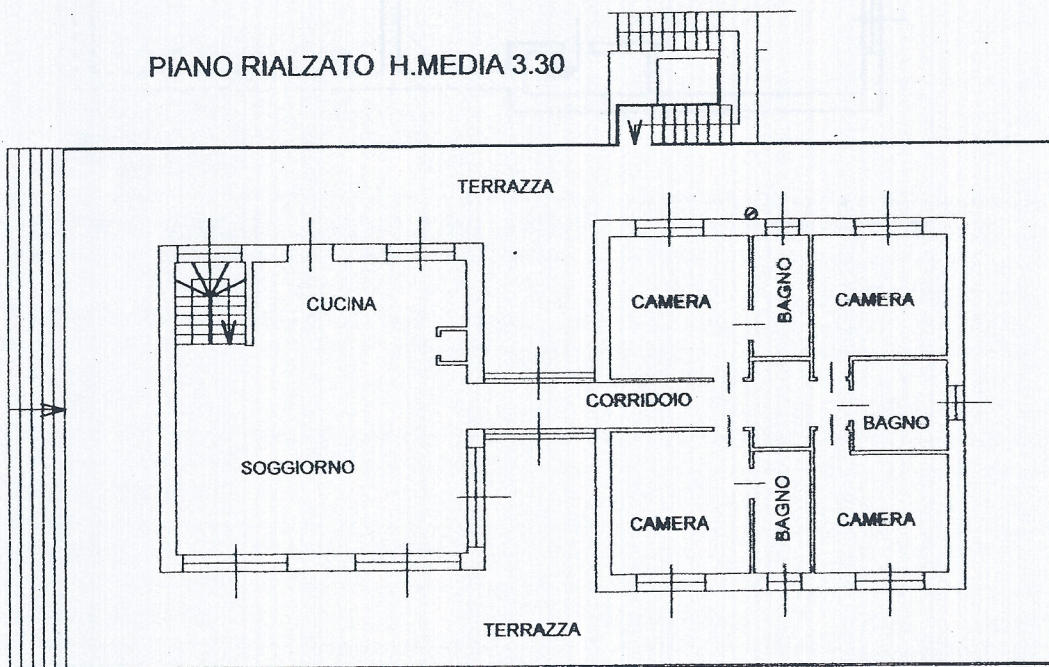 PIANO RIALZATO H.MEDIA 3.30
TERRAZZA
CUCINA
CAMERA
BAGNO
CAMERA
CORRIDOIO
BAGNO
SOGGIORNO
CAMERA
BAGNO
CAMERA
TERRAZZA